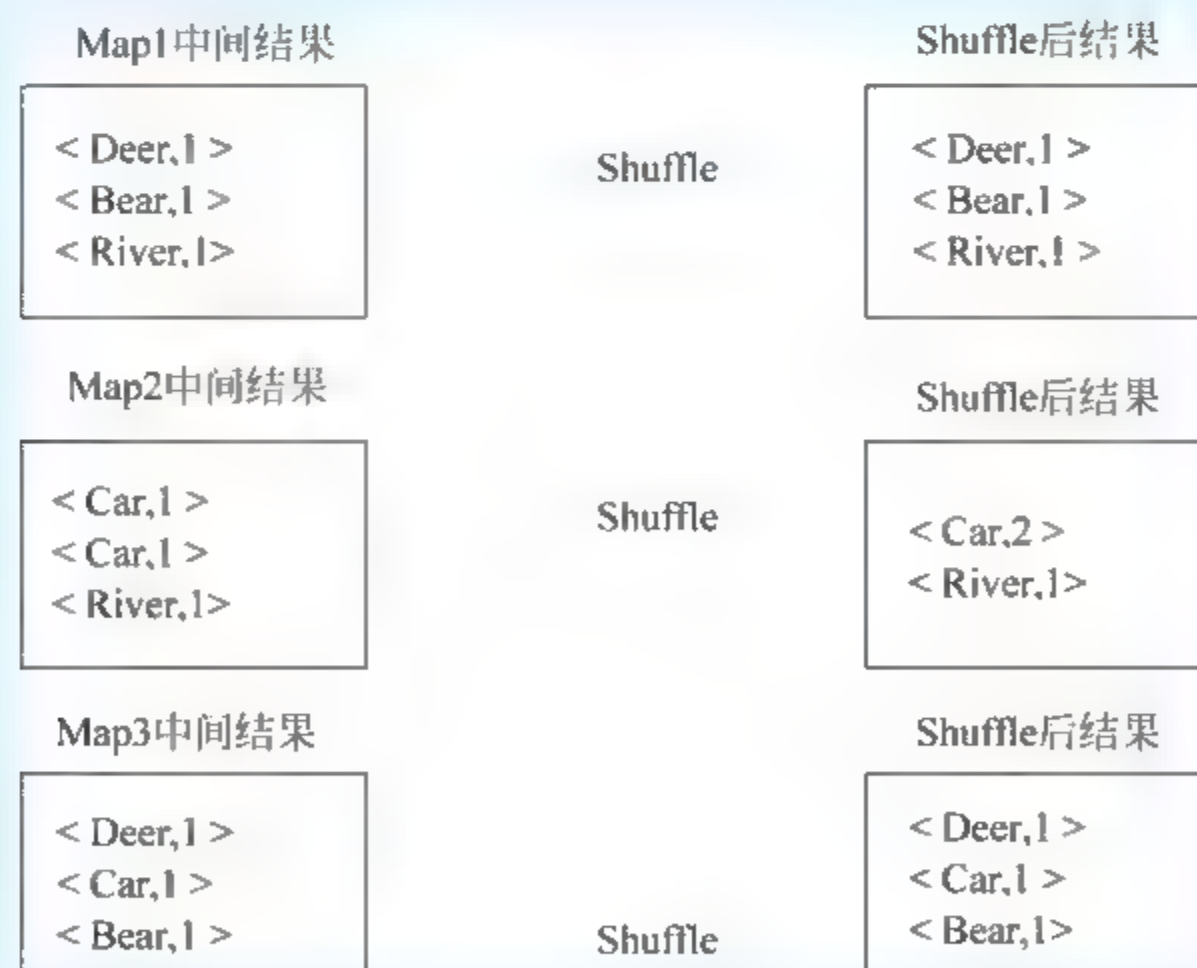 Map1中间结果
< Deer,1 >
< Bear,1 >
< River,1>
Shuffle
Shuffle后结果
< Deer,1 >
< Bear,1 >
< River,1 >
Map2中间结果
< Car,1 >
< Car,1 >
< River,1>
Shuffle
Shuffle后结果
< Car,2 >
< River,1>
Map3中间结果
< Deer,1 >
< Car,1 >
< Bear,1 >
Shuffle
Shuffle后结果
< Deer,1 >
< Car,1 >
< Bear,1>